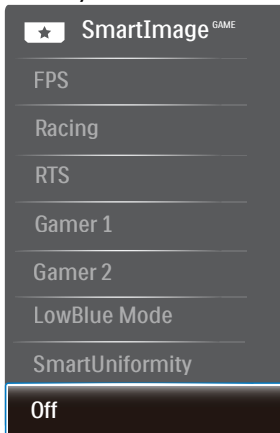 SmartImage GAME
FPS
Racing
RTS
Gamer 1
Gamer 2
LowBlue Mode
SmartUniformity
Off